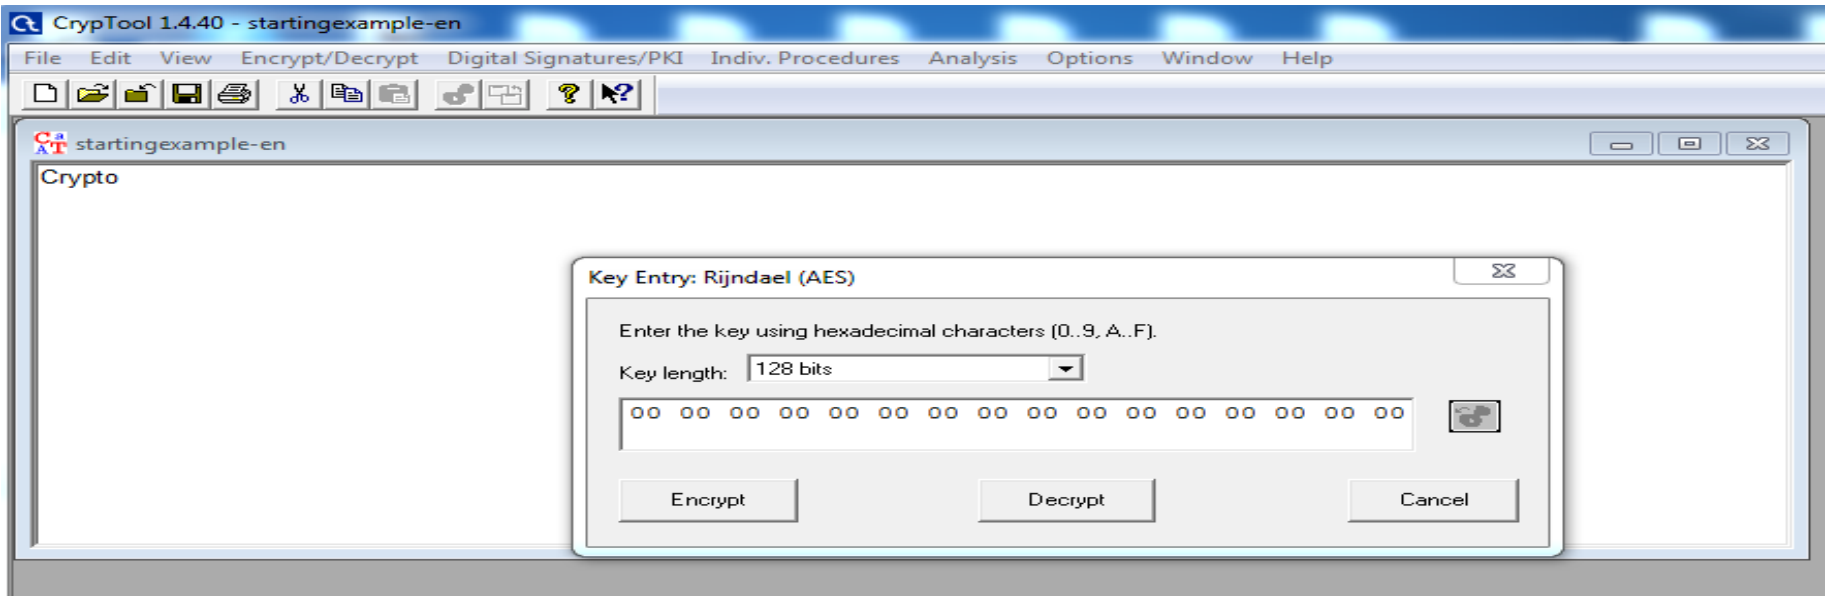 CrypTool 1.4.40 - startingexample-en
File Edit View Encrypt/Decrypt Digital Signatures/PKI Indiv. Procedures Analysis Options Window Help
startingexample-en
Crypto
Key Entry: Rijndael (AES)
Enter the key using hexadecimal characters (0..9, A..F).
Key length: 128 bits
00 00 00 00 00 00 00 00 00 00 00 00 00 00 00 00
Encrypt Decrypt Cancel